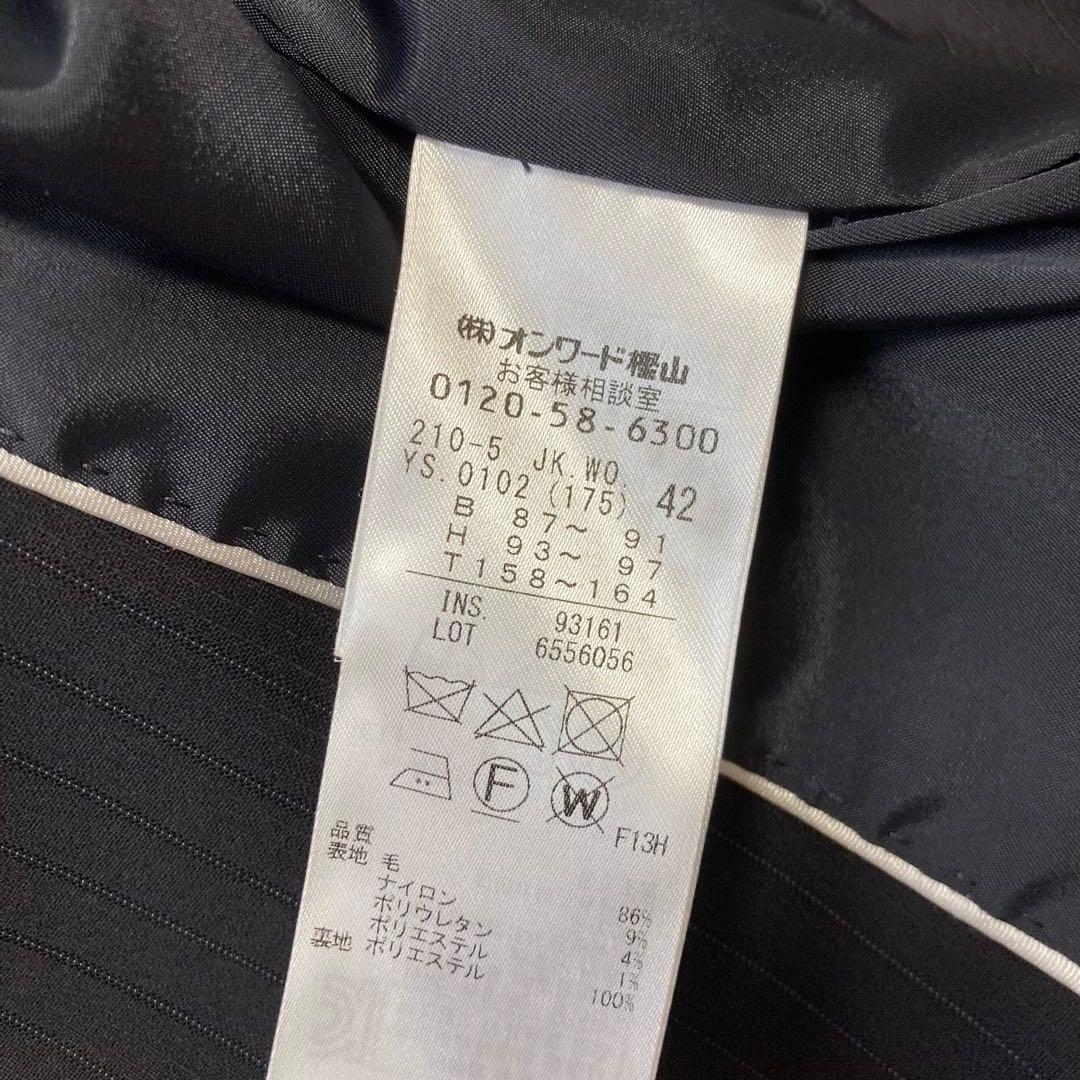 (株)オンワード樫山
お客様相談室
0120-58-6300
210-5 JK.WO.
YS.0102 (175) 42
B 87～ 91
H 93～ 97
T158～164
INS. 93161
LOT 6556056
F W F13H
品質
表地 毛 86%
ナイロン 9%
ポリウレタン 4%
ポリエステル 1%
裏地 ポリエステル 100%